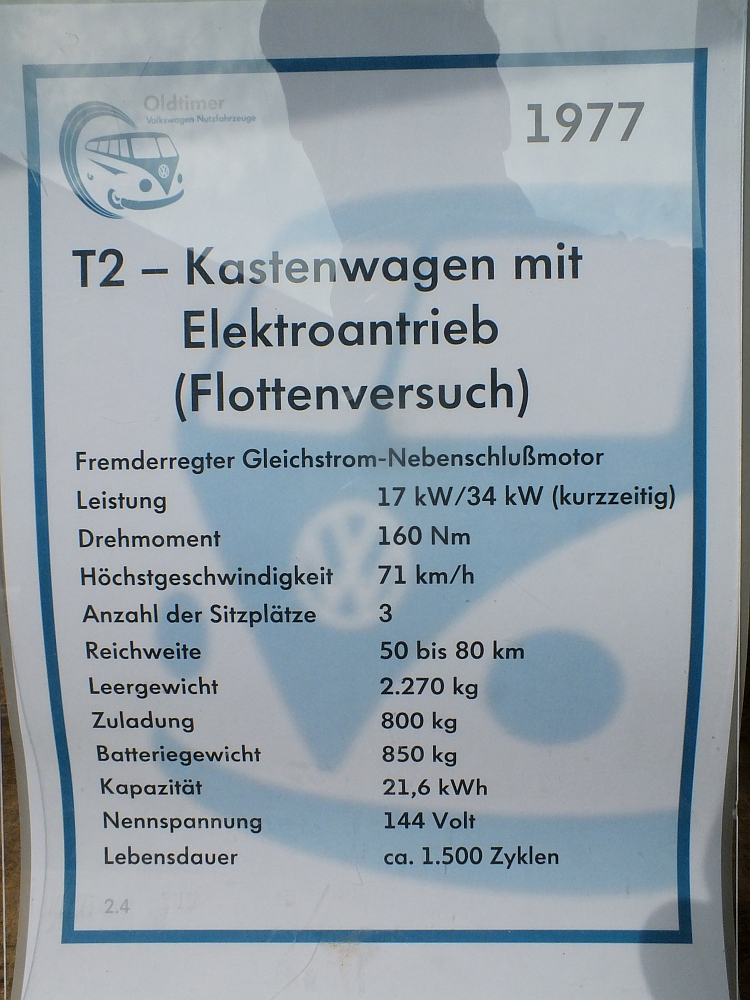 Oldtimer
Volkswagen Nutzfahrzeuge
1977
T2 – Kastenwagen mit
Elektroantrieb
(Flottenversuch)
Fremderregter Gleichstrom-Nebenschlußmotor
Leistung 17 kW/34 kW (kurzzeitig)
Drehmoment 160 Nm
Höchstgeschwindigkeit 71 km/h
Anzahl der Sitzplätze 3
Reichweite 50 bis 80 km
Leergewicht 2.270 kg
Zuladung 800 kg
Batteriegewicht 850 kg
Kapazität 21,6 kWh
Nennspannung 144 Volt
Lebensdauer ca. 1.500 Zyklen
2.4